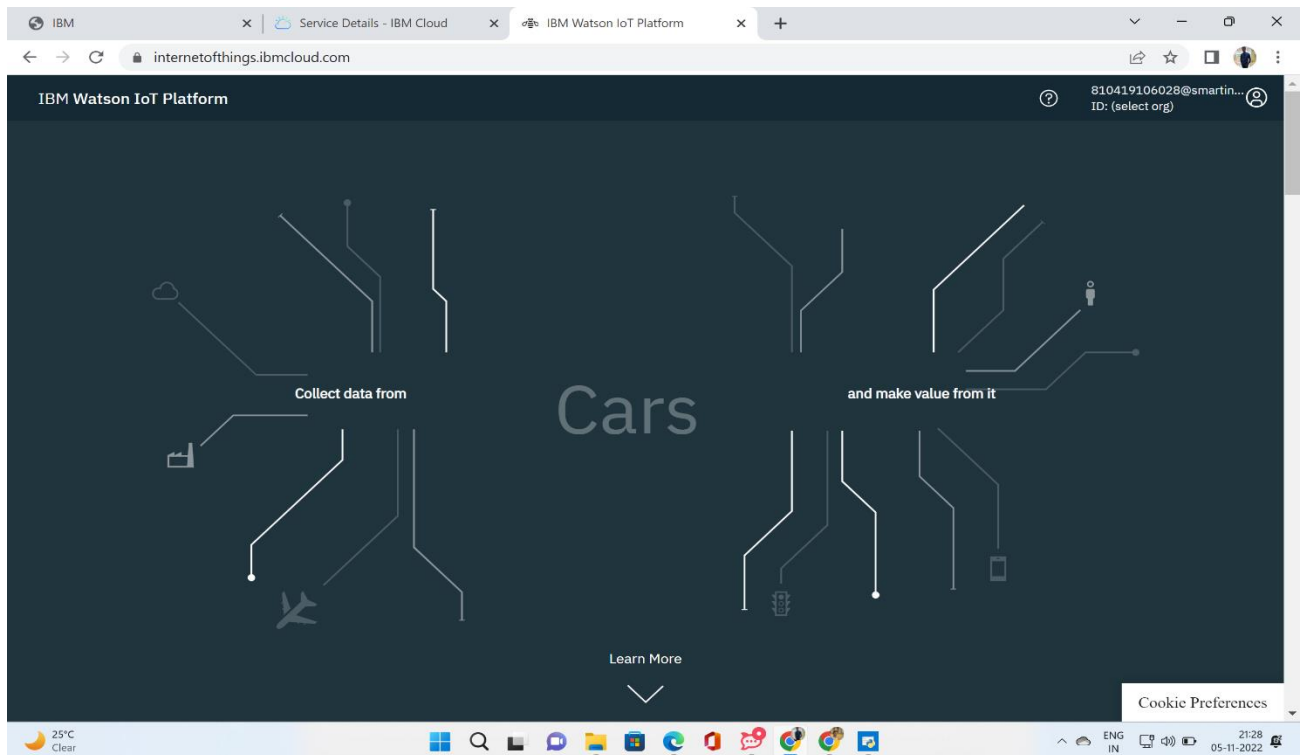 IBM
Service Details - IBM Cloud
IBM Watson IoT Platform
internetofthings.ibmcloud.com
IBM Watson IoT Platform
810419106028@smartin...
ID: (select org)
Collect data from
Cars
and make value from it
Learn More
Cookie Preferences
25°C
Clear
ENG
IN
21:28
05-11-2022